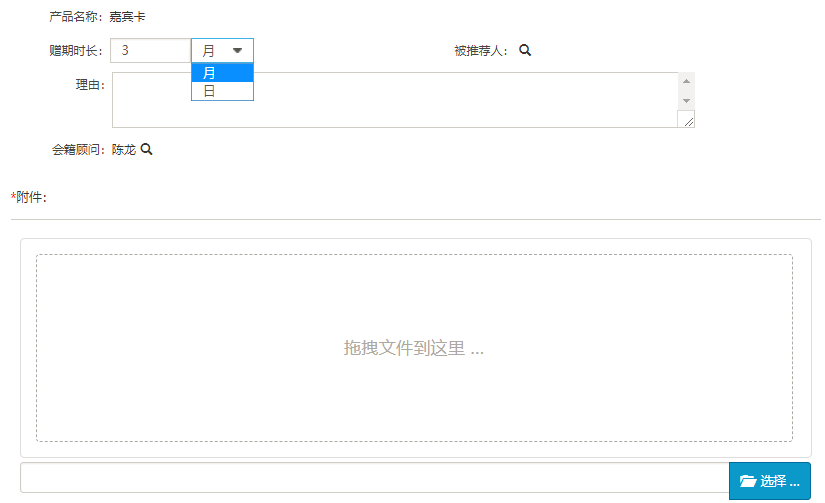 产品名称：嘉宾卡
赠期时长：3 月 被推荐人：
月
日
理由：
会籍顾问：陈龙
*附件：
拖拽文件到这里 ...
选择 ...